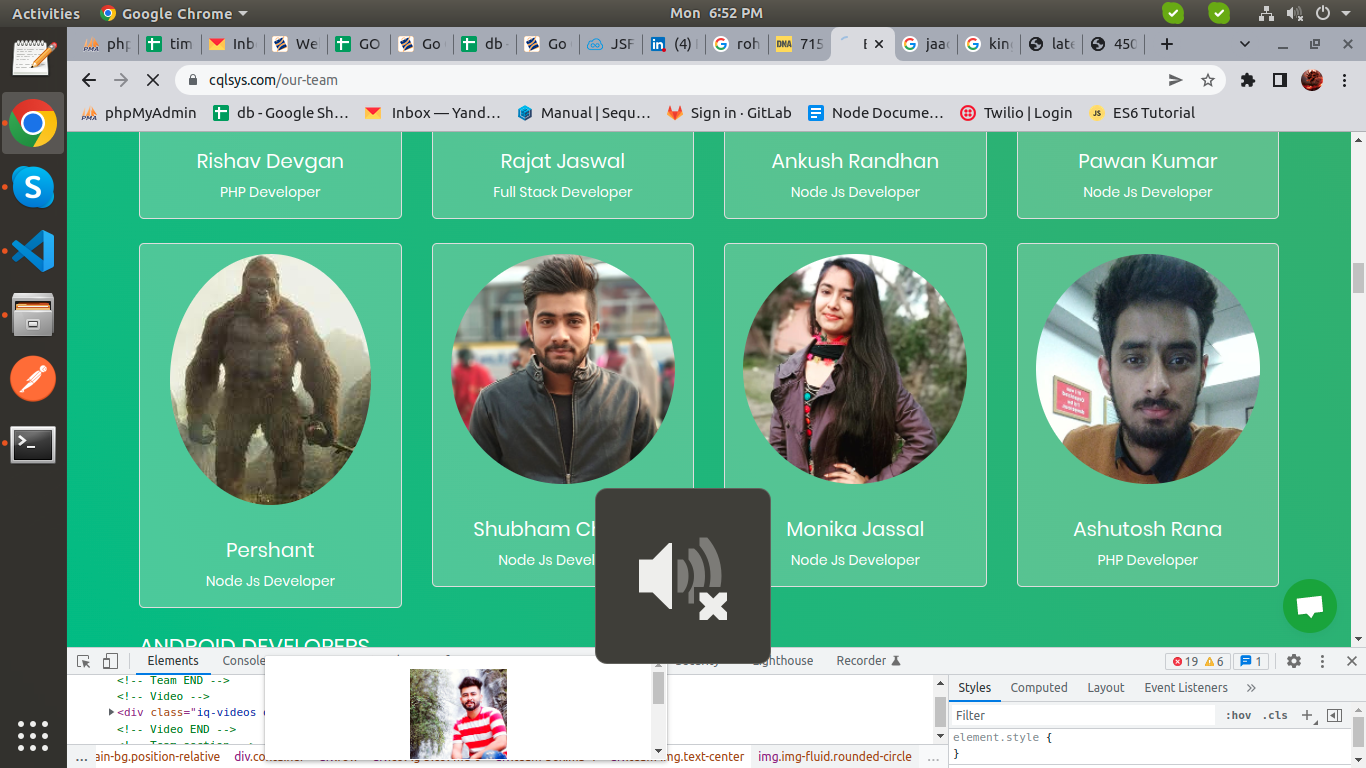 Activities Google Chrome Mon 6:52 PM
php tim Inb We GO Go db- Go JSF (4) roh DNA 715 E jaa kin late 450
cqlsys.com/our-team
phpMyAdmin db - Google Sh… Inbox — Yand… Manual | Sequ… Sign in · GitLab Node Docume… Twilio | Login JS ES6 Tutorial
Rishav Devgan Rajat Jaswal Ankush Randhan Pawan Kumar
PHP Developer Full Stack Developer Node Js Developer Node Js Developer
Shubham Ch Monika Jassal Ashutosh Rana
Pershant
Node Js Devel Node Js Developer PHP Developer
Node Js Developer
ANDROID DEVELOPERS
Elements Consol Security Lighthouse Recorder 19 6 1
<!-- Team END --> Styles Computed Layout Event Listeners »
<!-- Video -->
<div class="iq-videos Filter :hov .cls
<!-- Video END -->
element.style {
}
... ain-bg.position-relative div.con mg.text-center img.img-fluid.rounded-circle ...